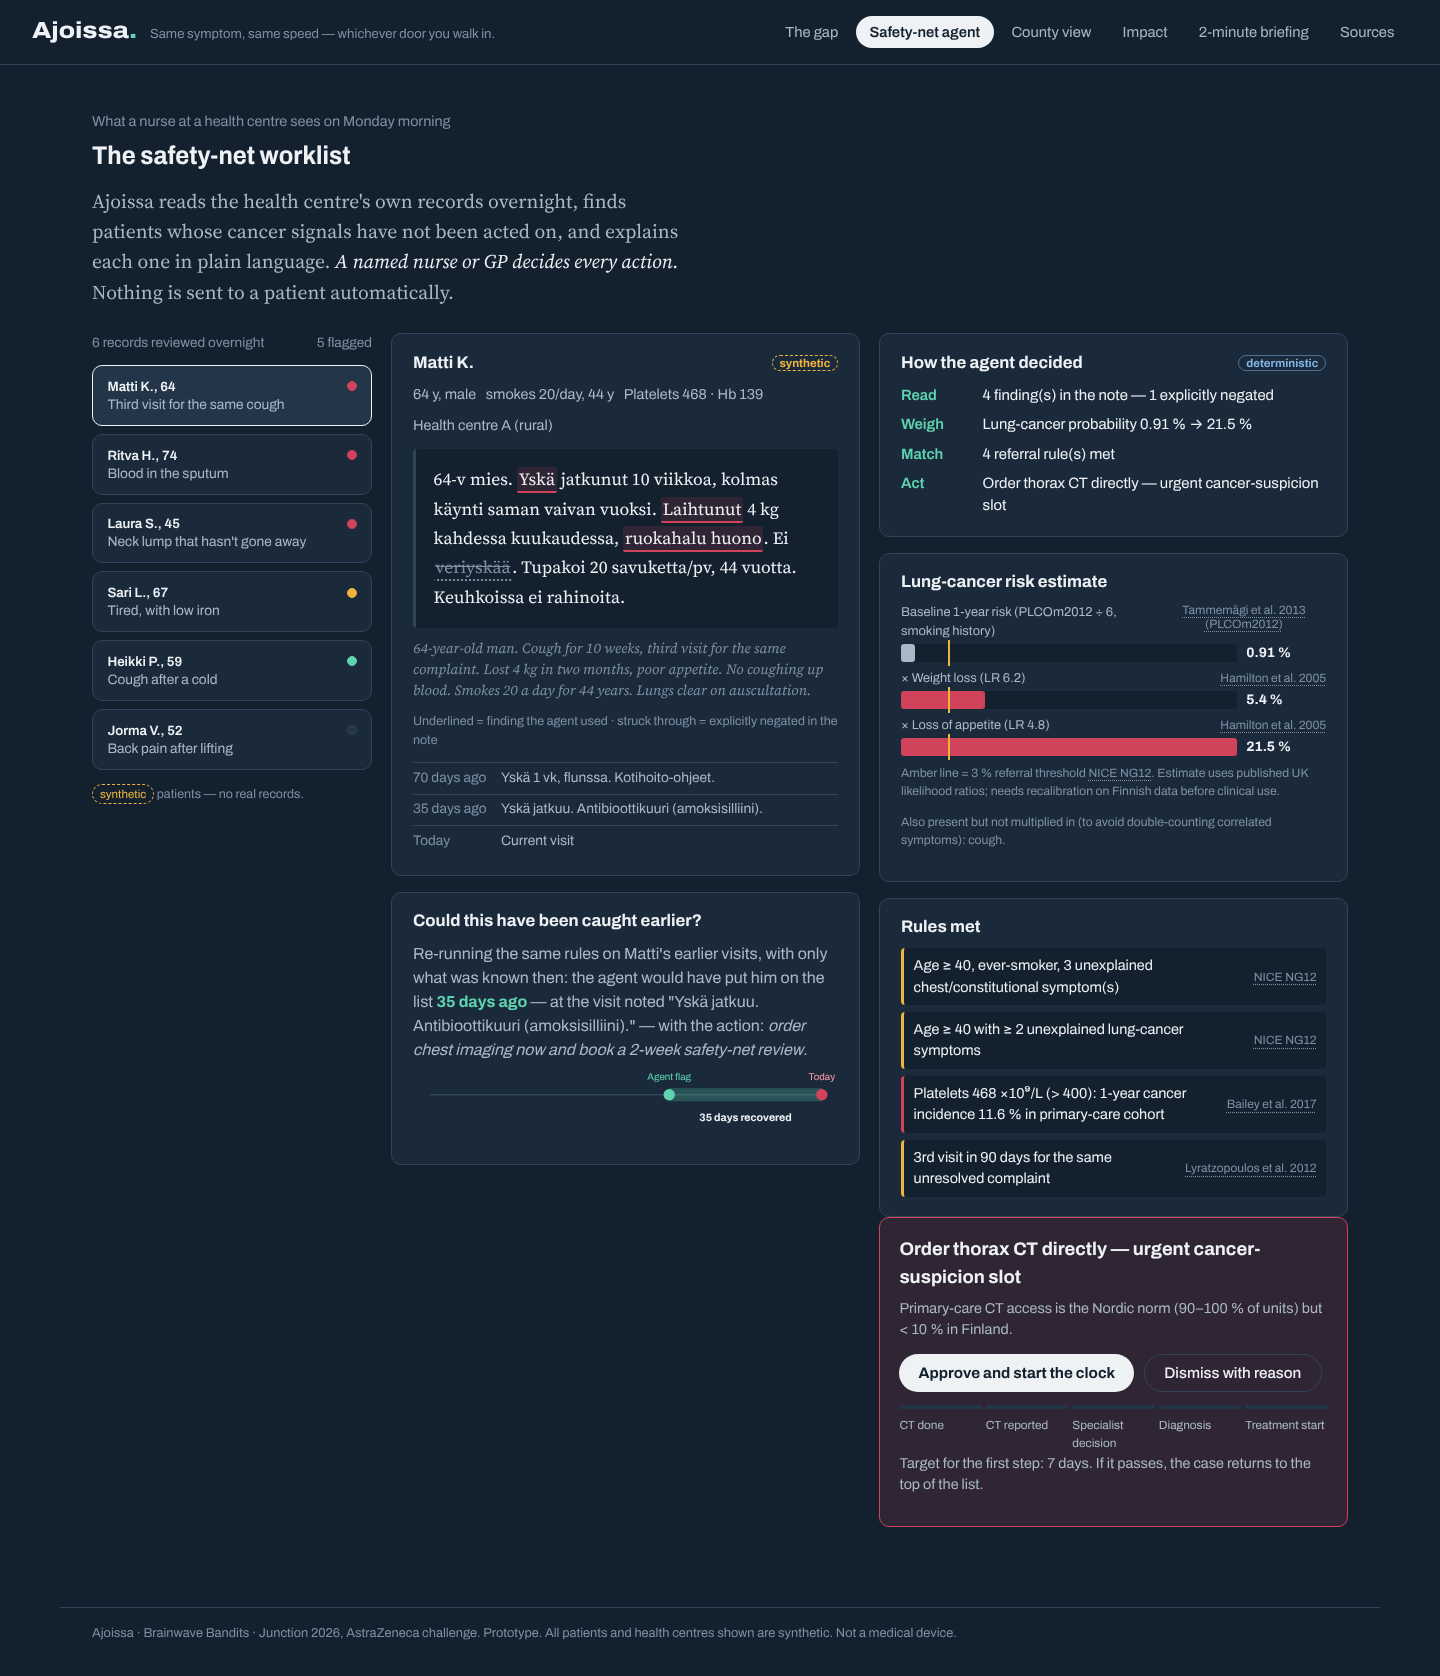 Ajoissa.
Same symptom, same speed — whichever door you walk in.
The gap
Safety-net agent
County view
Impact
2-minute briefing
Sources
What a nurse at a health centre sees on Monday morning
The safety-net worklist
Ajoissa reads the health centre's own records overnight, finds
patients whose cancer signals have not been acted on, and explains
each one in plain language. A named nurse or GP decides every action.
Nothing is sent to a patient automatically.
6 records reviewed overnight
5 flagged
Matti K., 64
Third visit for the same cough
Ritva H., 74
Blood in the sputum
Laura S., 45
Neck lump that hasn't gone away
Sari L., 67
Tired, with low iron
Heikki P., 59
Cough after a cold
Jorma V., 52
Back pain after lifting
synthetic patients — no real records.
Matti K.
synthetic
64 y, male smokes 20/day, 44 y Platelets 468 · Hb 139
Health centre A (rural)
64-v mies. Yskä jatkunut 10 viikkoa, kolmas
käynti saman vaivan vuoksi. Laihtunut 4 kg
kahdessa kuukaudessa, ruokahalu huono. Ei
veriyskää. Tupakoi 20 savuketta/pv, 44 vuotta.
Keuhkoissa ei rahinoita.
64-year-old man. Cough for 10 weeks, third visit for the same
complaint. Lost 4 kg in two months, poor appetite. No coughing up
blood. Smokes 20 a day for 44 years. Lungs clear on auscultation.
Underlined = finding the agent used · struck through = explicitly negated in the
note
70 days ago Yskä 1 vk, flunssa. Kotihoito-ohjeet.
35 days ago Yskä jatkuu. Antibioottikuuri (amoksisilliini).
Today Current visit
Could this have been caught earlier?
Re-running the same rules on Matti's earlier visits, with only
what was known then: the agent would have put him on the
list 35 days ago — at the visit noted "Yskä jatkuu.
Antibioottikuuri (amoksisilliini)." — with the action: order
chest imaging now and book a 2-week safety-net review.
Agent flag
Today
35 days recovered
How the agent decided
deterministic
Read 4 finding(s) in the note — 1 explicitly negated
Weigh Lung-cancer probability 0.91 % → 21.5 %
Match 4 referral rule(s) met
Act Order thorax CT directly — urgent cancer-suspicion
slot
Lung-cancer risk estimate
Baseline 1-year risk (PLCOm2012 ÷ 6,
smoking history)
Tammemägi et al. 2013
(PLCOm2012)
0.91 %
× Weight loss (LR 6.2)
Hamilton et al. 2005
5.4 %
× Loss of appetite (LR 4.8)
Hamilton et al. 2005
21.5 %
Amber line = 3 % referral threshold NICE NG12. Estimate uses published UK
likelihood ratios; needs recalibration on Finnish data before clinical use.
Also present but not multiplied in (to avoid double-counting correlated
symptoms): cough.
Rules met
Age ≥ 40, ever-smoker, 3 unexplained
chest/constitutional symptom(s)
NICE NG12
Age ≥ 40 with ≥ 2 unexplained lung-cancer
symptoms
NICE NG12
Platelets 468 ×10⁹/L (> 400): 1-year cancer
incidence 11.6 % in primary-care cohort
Bailey et al. 2017
3rd visit in 90 days for the same
unresolved complaint
Lyratzopoulos et al. 2012
Order thorax CT directly — urgent cancer-
suspicion slot
Primary-care CT access is the Nordic norm (90–100 % of units) but
< 10 % in Finland.
Approve and start the clock
Dismiss with reason
CT done
CT reported
Specialist
decision
Diagnosis
Treatment start
Target for the first step: 7 days. If it passes, the case returns to the
top of the list.
Ajoissa · Brainwave Bandits · Junction 2026, AstraZeneca challenge. Prototype. All patients and health centres shown are synthetic. Not a medical device.